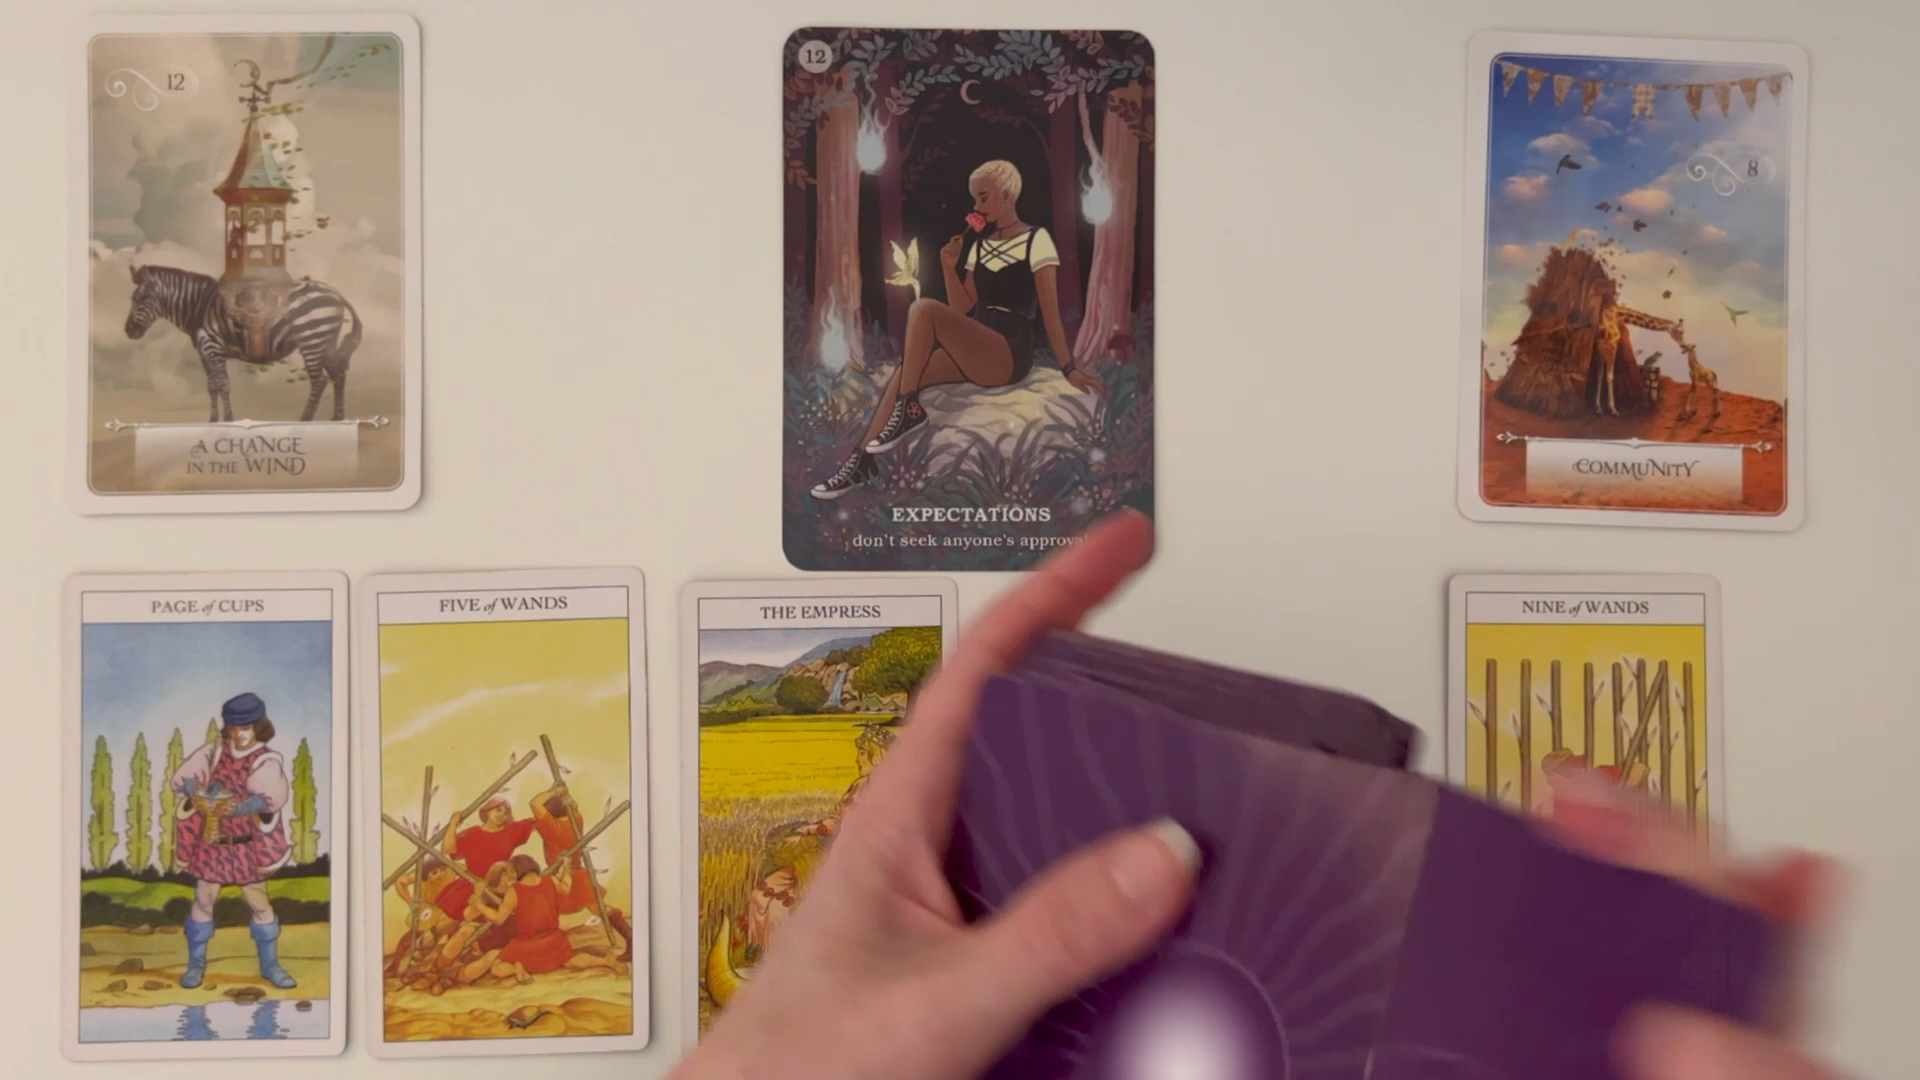 12
A CHANGE
IN THE WIND
12
EXPECTATIONS
don't seek anyone's approval
8
COMMUNITY
PAGE of CUPS
FIVE of WANDS
THE EMPRESS
NINE of WANDS